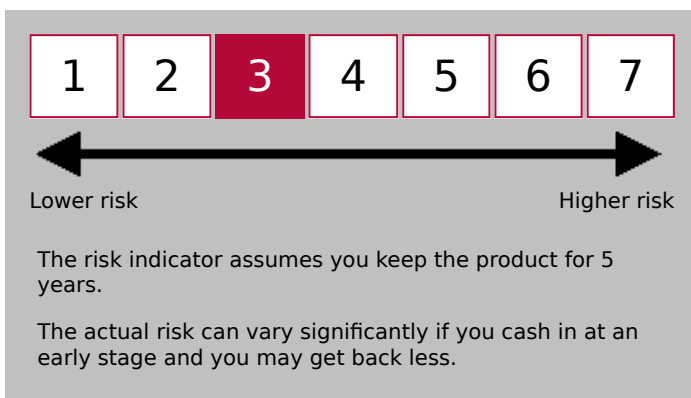 1 2 3 4 5 6 7
Lower risk Higher risk
The risk indicator assumes you keep the product for 5
years.
The actual risk can vary significantly if you cash in at an
early stage and you may get back less.